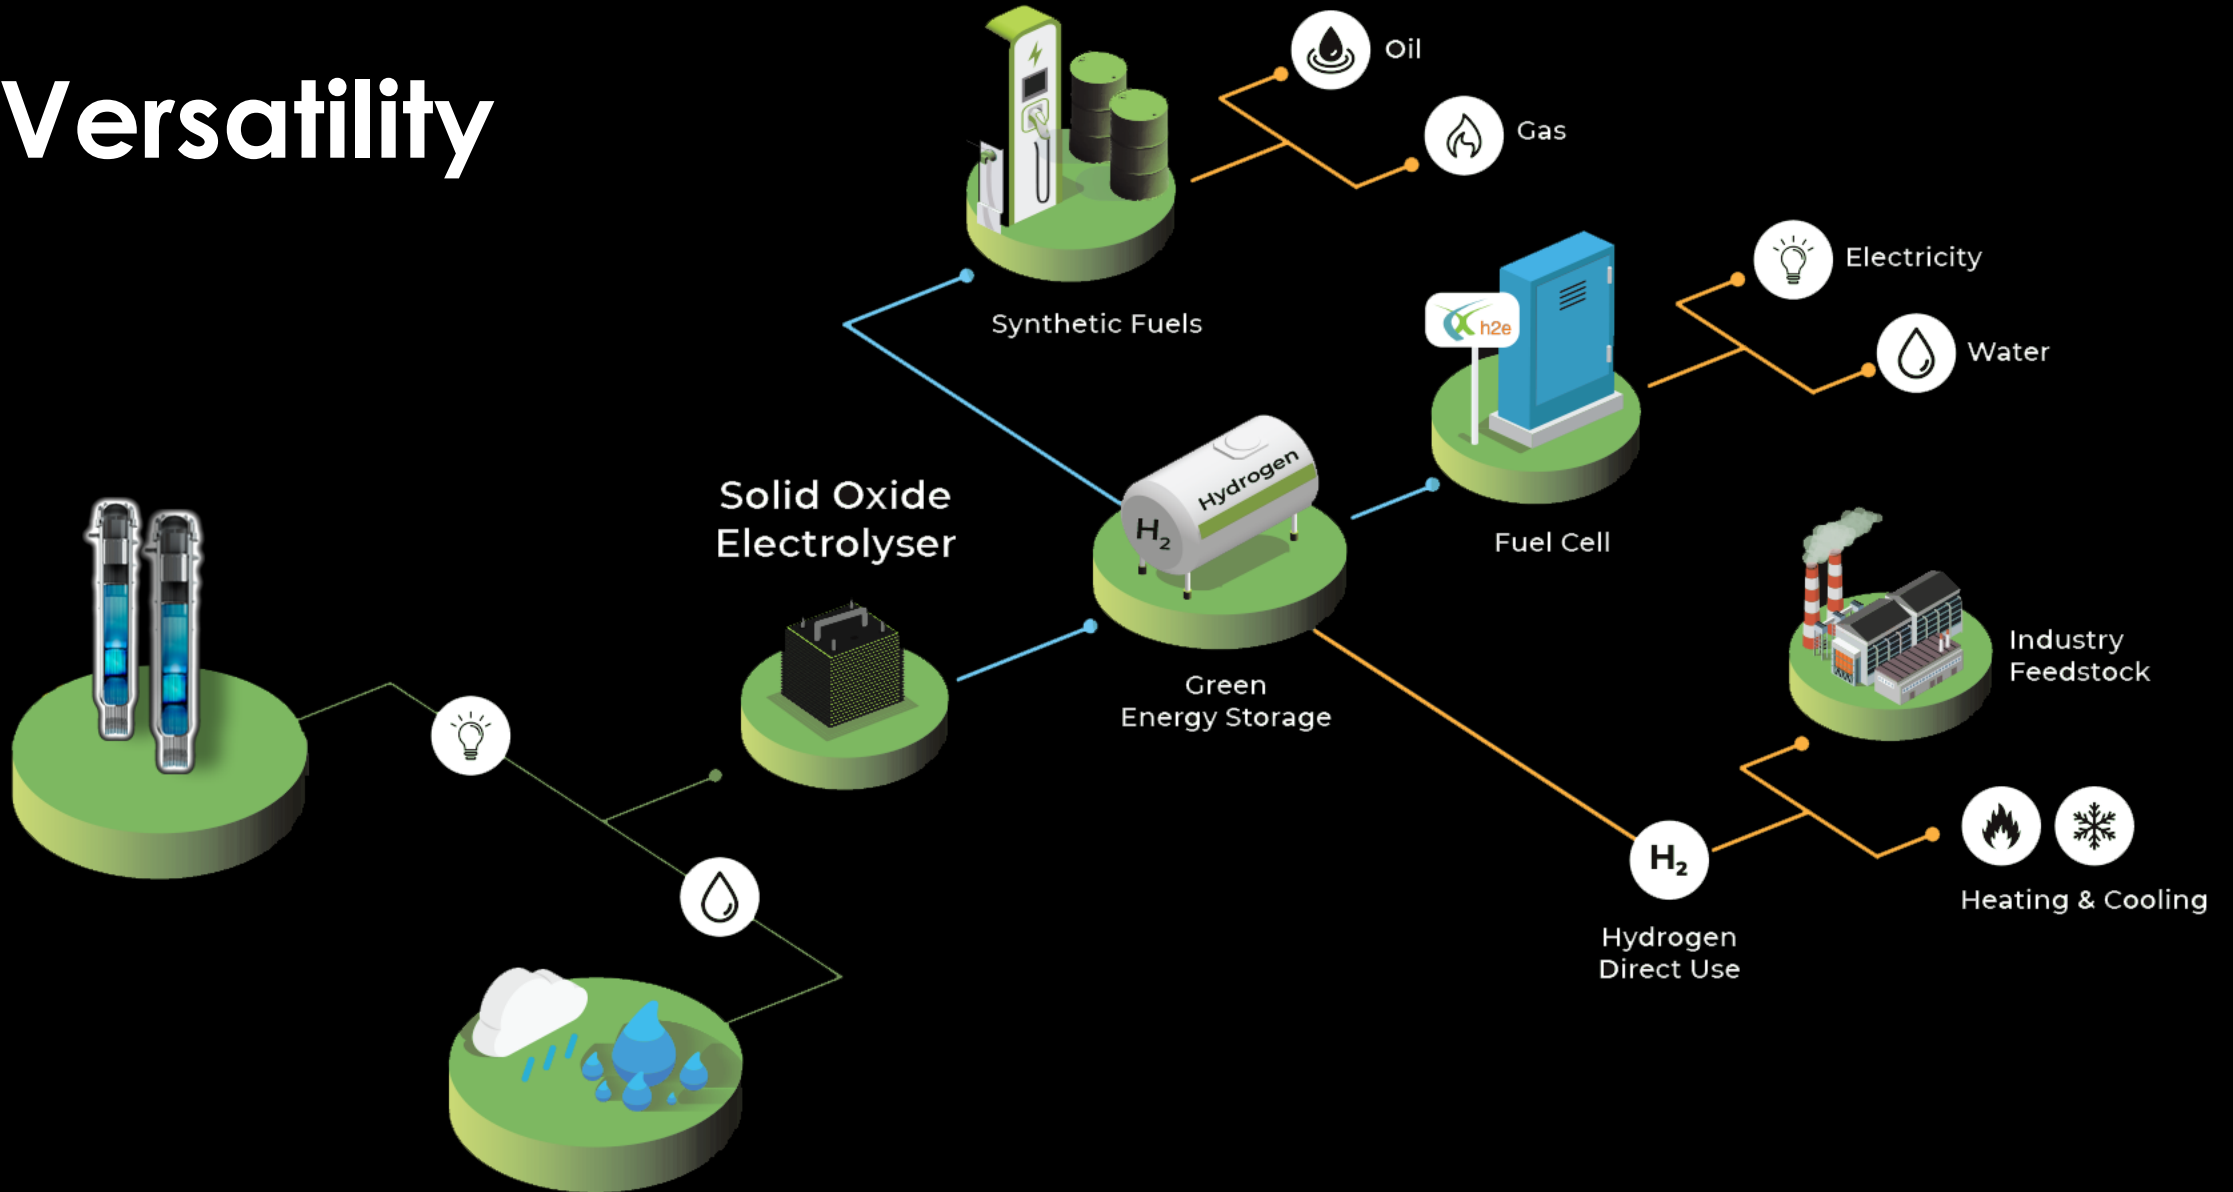 Versatility
Oil
Gas
Synthetic Fuels
Electricity
Water
h2e
Fuel Cell
Solid Oxide
Electrolyser
Hydrogen
H₂
Green
Energy Storage
Industry
Feedstock
H₂
Hydrogen
Direct Use
Heating & Cooling